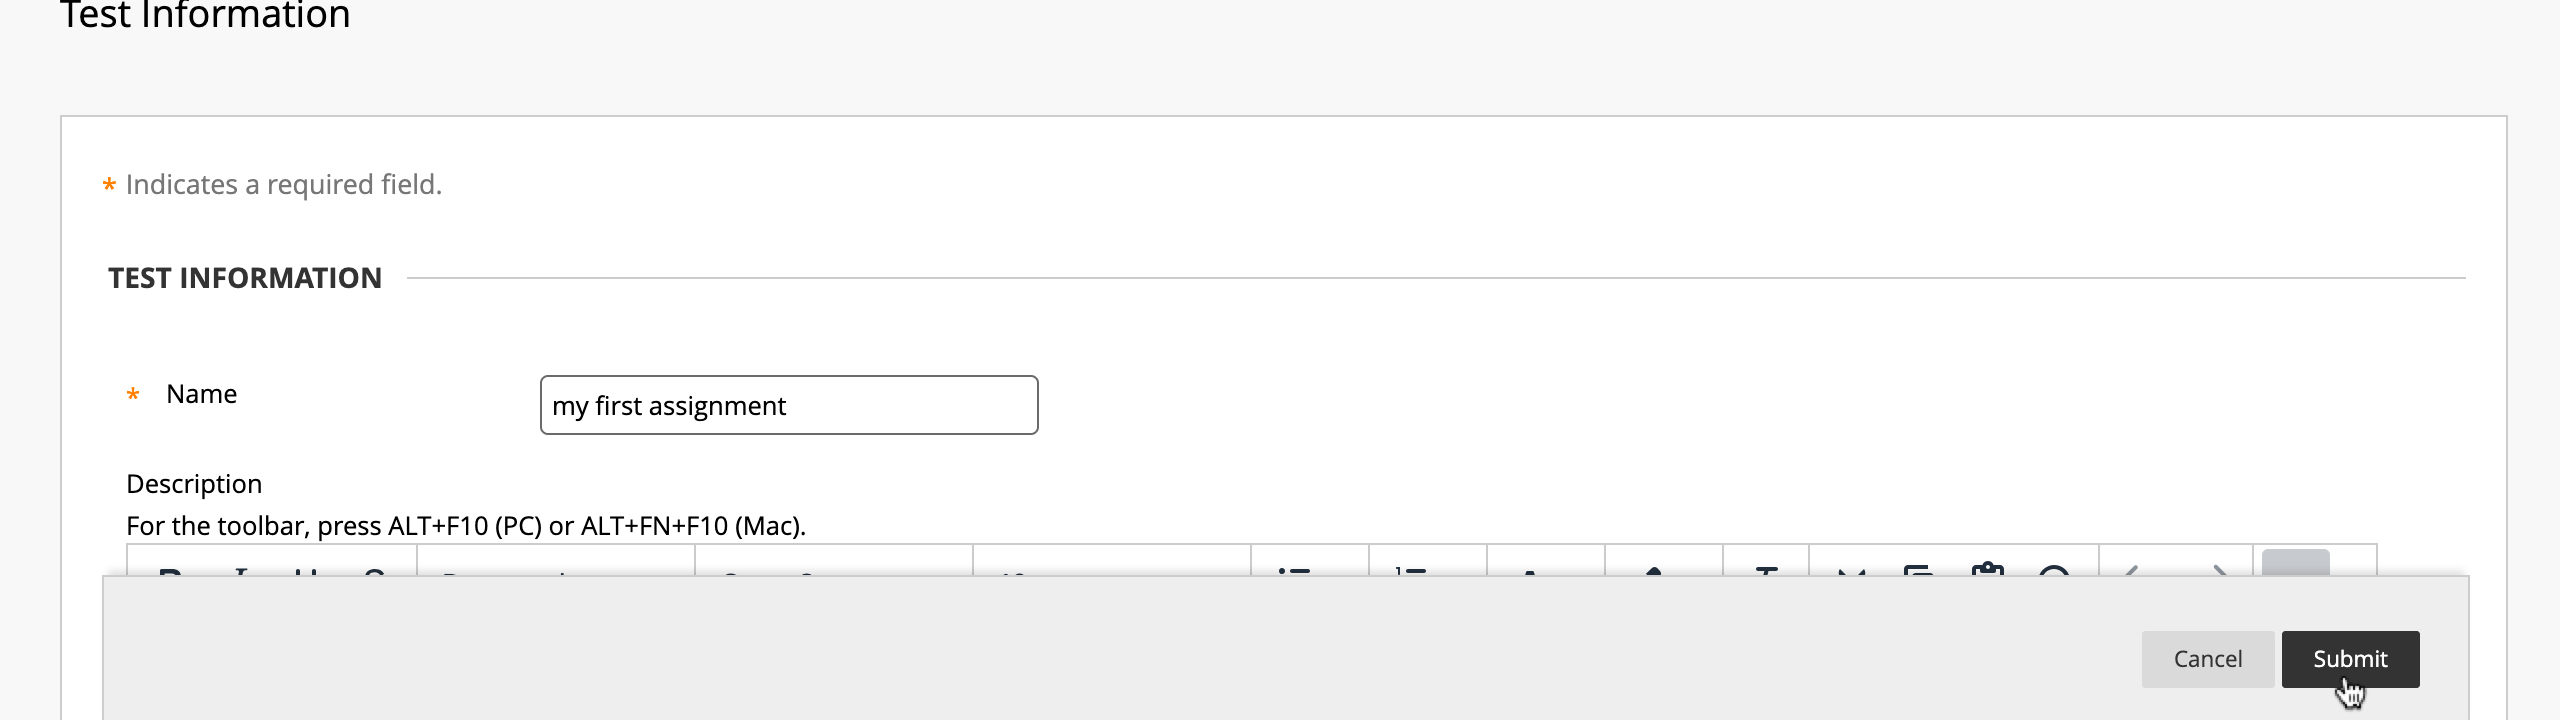 Test Information
* Indicates a required field.
TEST INFORMATION
* Name
my first assignment
Description
For the toolbar, press ALT+F10 (PC) or ALT+FN+F10 (Mac).
Cancel
Submit